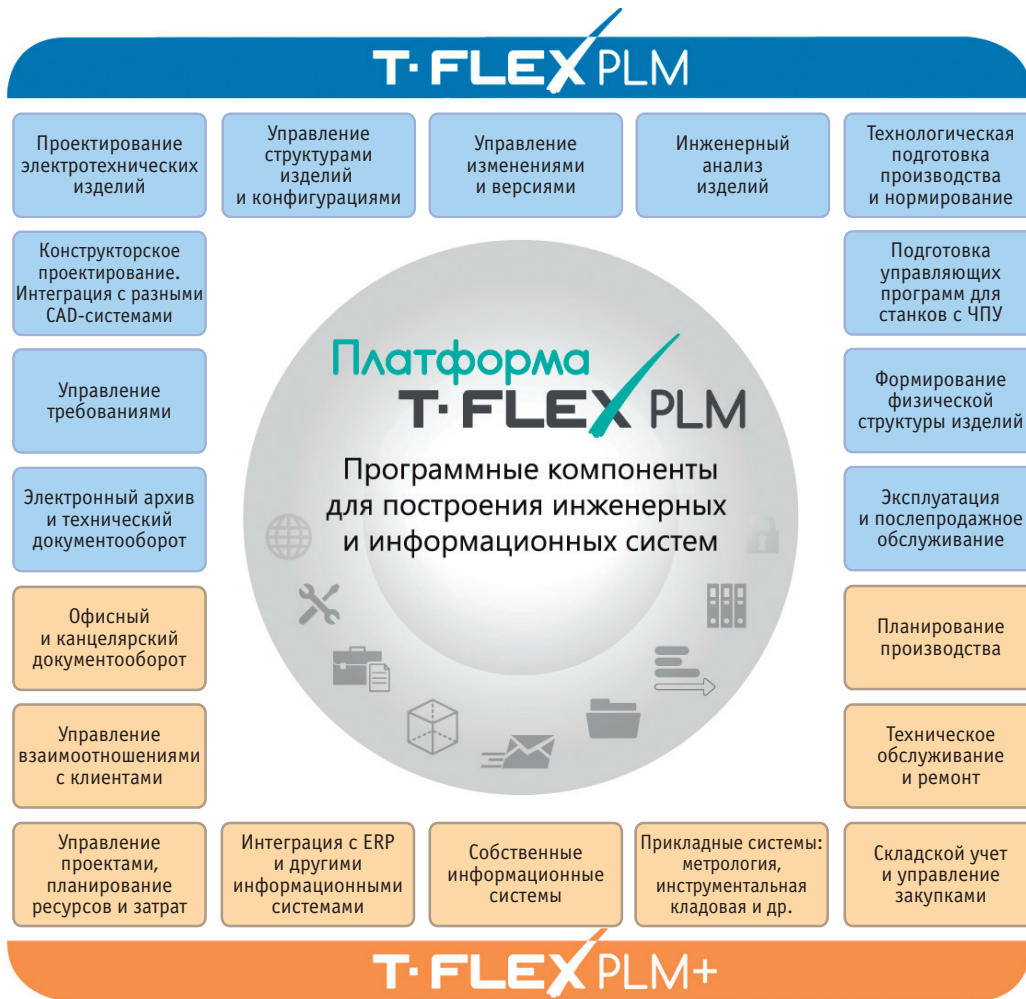 T·FLEX PLM
Проектирование
электротехнических
изделий
Управление
структурами
изделий
и конфигурациями
Управление
изменениями
и версиями
Инженерный
анализ
изделий
Технологическая
подготовка
производства
и нормирование
Конструкторское
проектирование.
Интеграция с разными
CAD-системами
Подготовка
управляющих
программ для
станков с ЧПУ
Управление
требованиями
Платформа
T·FLEX PLM
Программные компоненты
для построения инженерных
и информационных систем
Формирование
физической
структуры изделий
Электронный архив
и технический
документооборот
Эксплуатация
и послепродажное
обслуживание
Офисный
и канцелярский
документооборот
Планирование
производства
Управление
взаимоотношениями
с клиентами
Техническое
обслуживание
и ремонт
Управление
проектами,
планирование
ресурсов и затрат
Интеграция с ERP
и другими
информационными
системами
Собственные
информационные
системы
Прикладные системы:
метрология,
инструментальная
кладовая и др.
Складской учет
и управление
закупками
T·FLEX PLM+